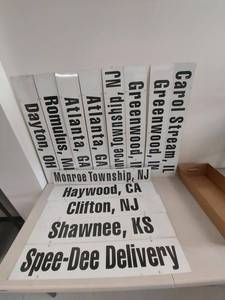 Dayton, OH
Romulus, MI
Atlanta, GA
Atlanta, GA
Monroe Township, NJ
Greenwood, IN
Greenwood, IN
Carol Stream, IL
Monroe Township, NJ
Haywood, CA
Clifton, NJ
Shawnee, KS
Spee-Dee Delivery